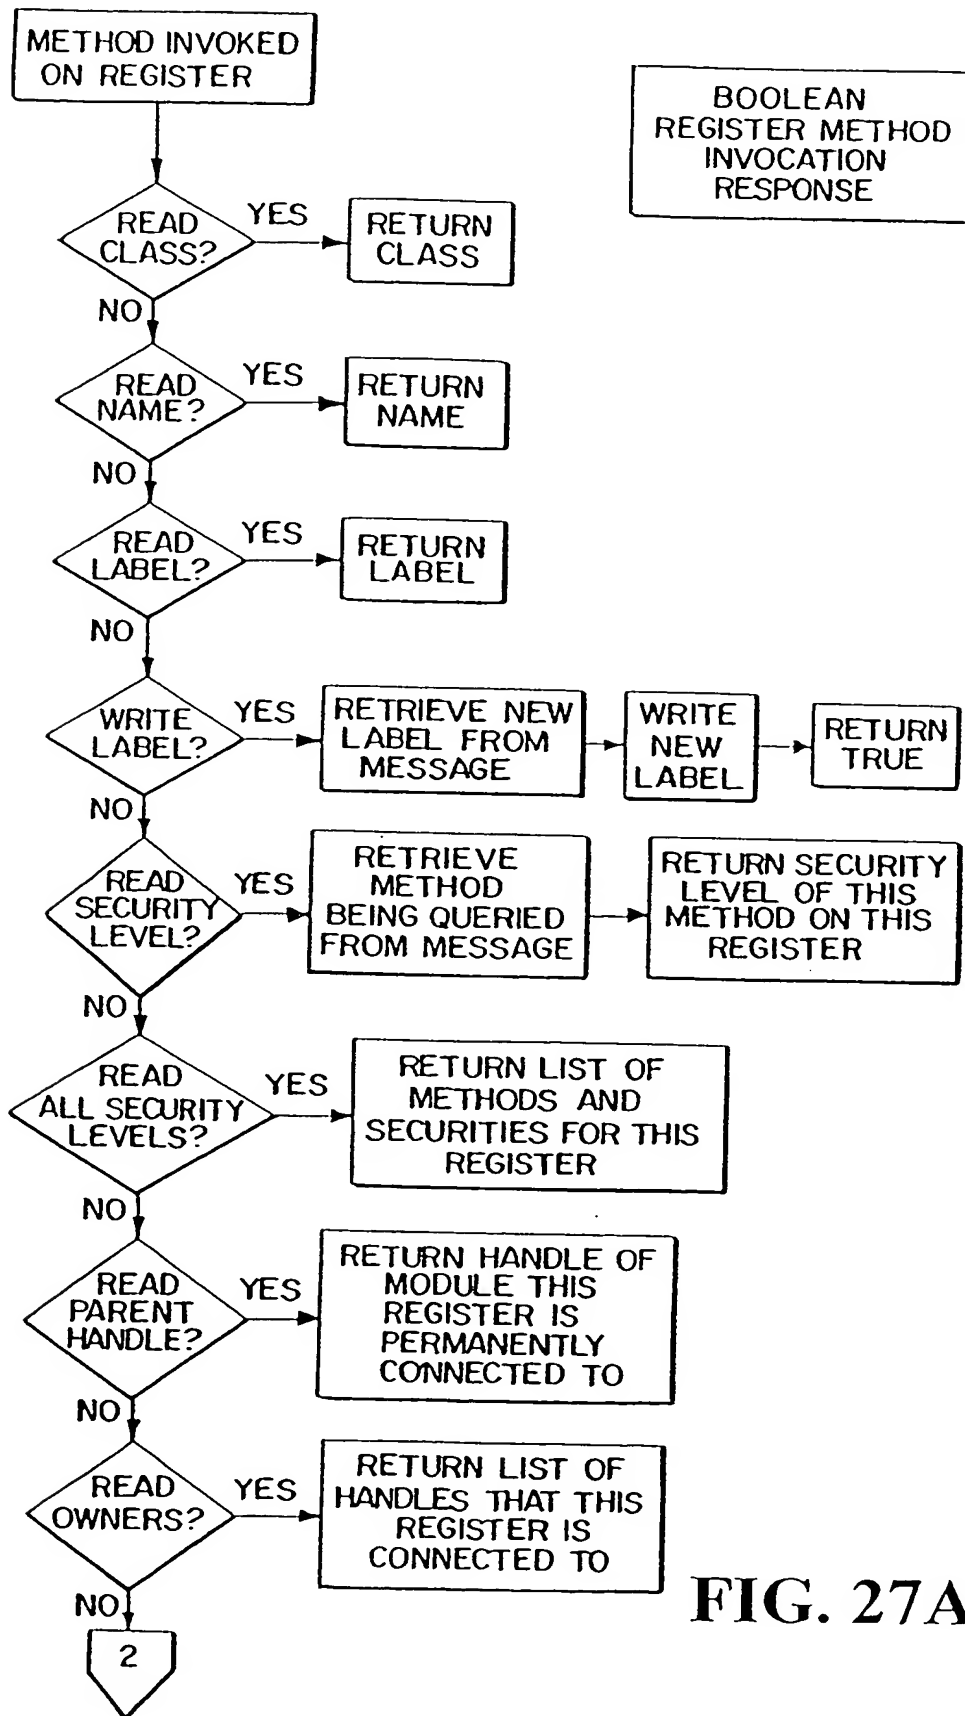 METHOD INVOKED
ON REGISTER
BOOLEAN
REGISTER METHOD
INVOCATION
RESPONSE
READ
CLASS?
YES
RETURN
CLASS
NO
READ
NAME?
YES
RETURN
NAME
NO
READ
LABEL?
YES
RETURN
LABEL
NO
WRITE
LABEL?
YES
RETRIEVE NEW
LABEL FROM
MESSAGE
WRITE
NEW
LABEL
RETURN
TRUE
NO
READ
SECURITY
LEVEL?
YES
RETRIEVE
METHOD
BEING QUERIED
FROM MESSAGE
RETURN SECURITY
LEVEL OF THIS
METHOD ON THIS
REGISTER
NO
READ
ALL SECURITY
LEVELS?
YES
RETURN LIST OF
METHODS AND
SECURITIES FOR THIS
REGISTER
NO
READ
PARENT
HANDLE?
YES
RETURN HANDLE OF
MODULE THIS
REGISTER IS
PERMANENTLY
CONNECTED TO
NO
READ
OWNERS?
YES
RETURN LIST OF
HANDLES THAT THIS
REGISTER IS
CONNECTED TO
NO
2
FIG. 27A